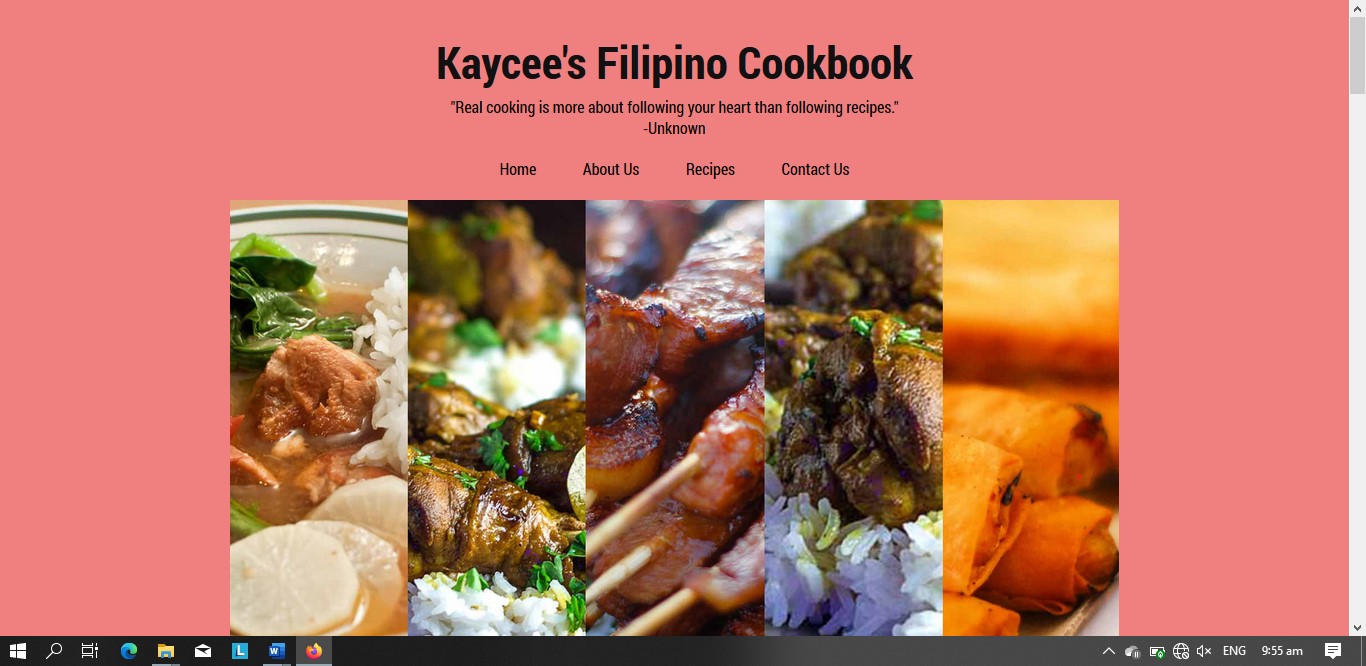 Kaycee's Filipino Cookbook
"Real cooking is more about following your heart than following recipes."
-Unknown
Home About Us Recipes Contact Us
L W ENG 9:55 am